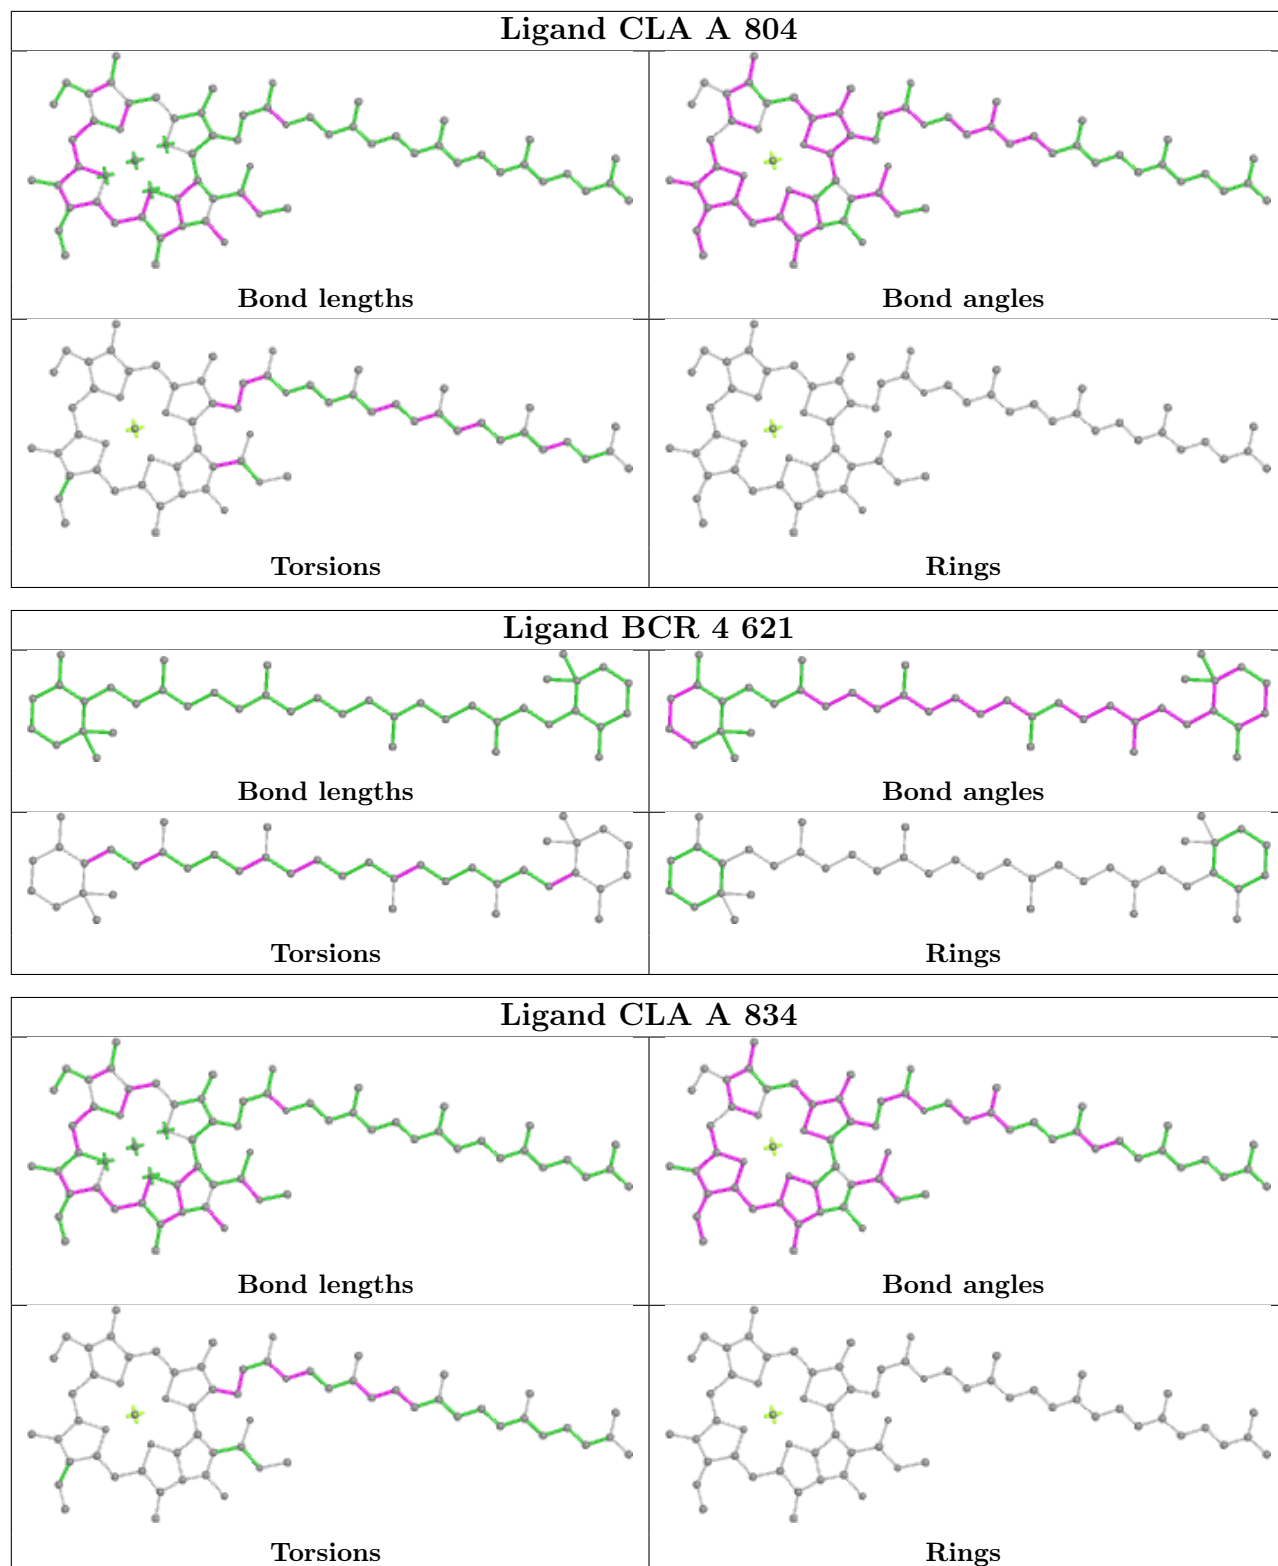 Ligand CLA A 804
Bond lengths
Bond angles
Torsions
Rings
Ligand BCR 4 621
Bond lengths
Bond angles
Torsions
Rings
Ligand CLA A 834
Bond lengths
Bond angles
Torsions
Rings